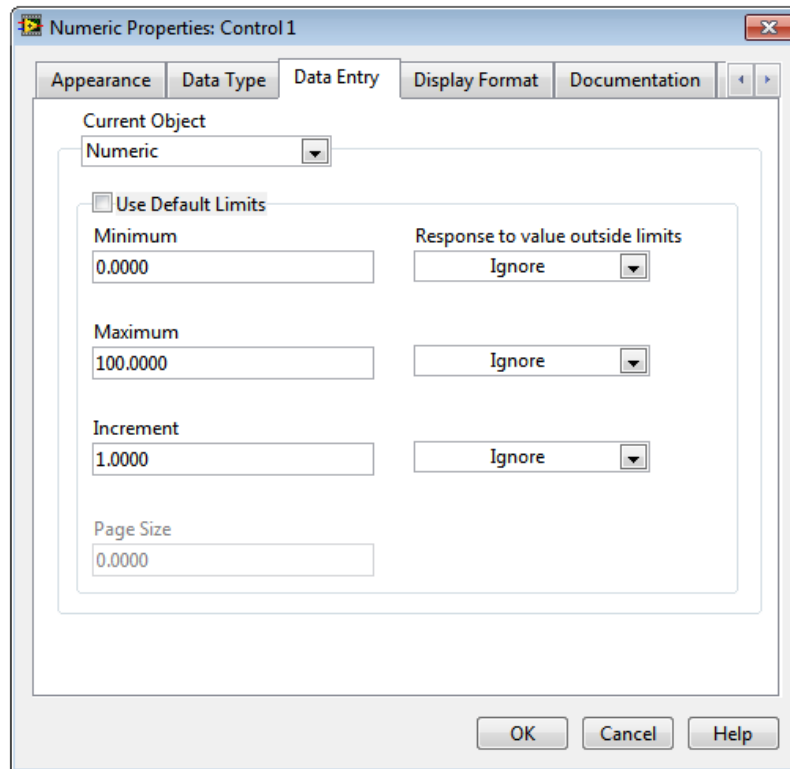 Numeric Properties: Control 1
Appearance Data Type Data Entry Display Format Documentation
Current Object
Numeric
Use Default Limits
Minimum Response to value outside limits
0.0000 Ignore
Maximum
100.0000 Ignore
Increment
1.0000 Ignore
Page Size
0.0000
OK Cancel Help